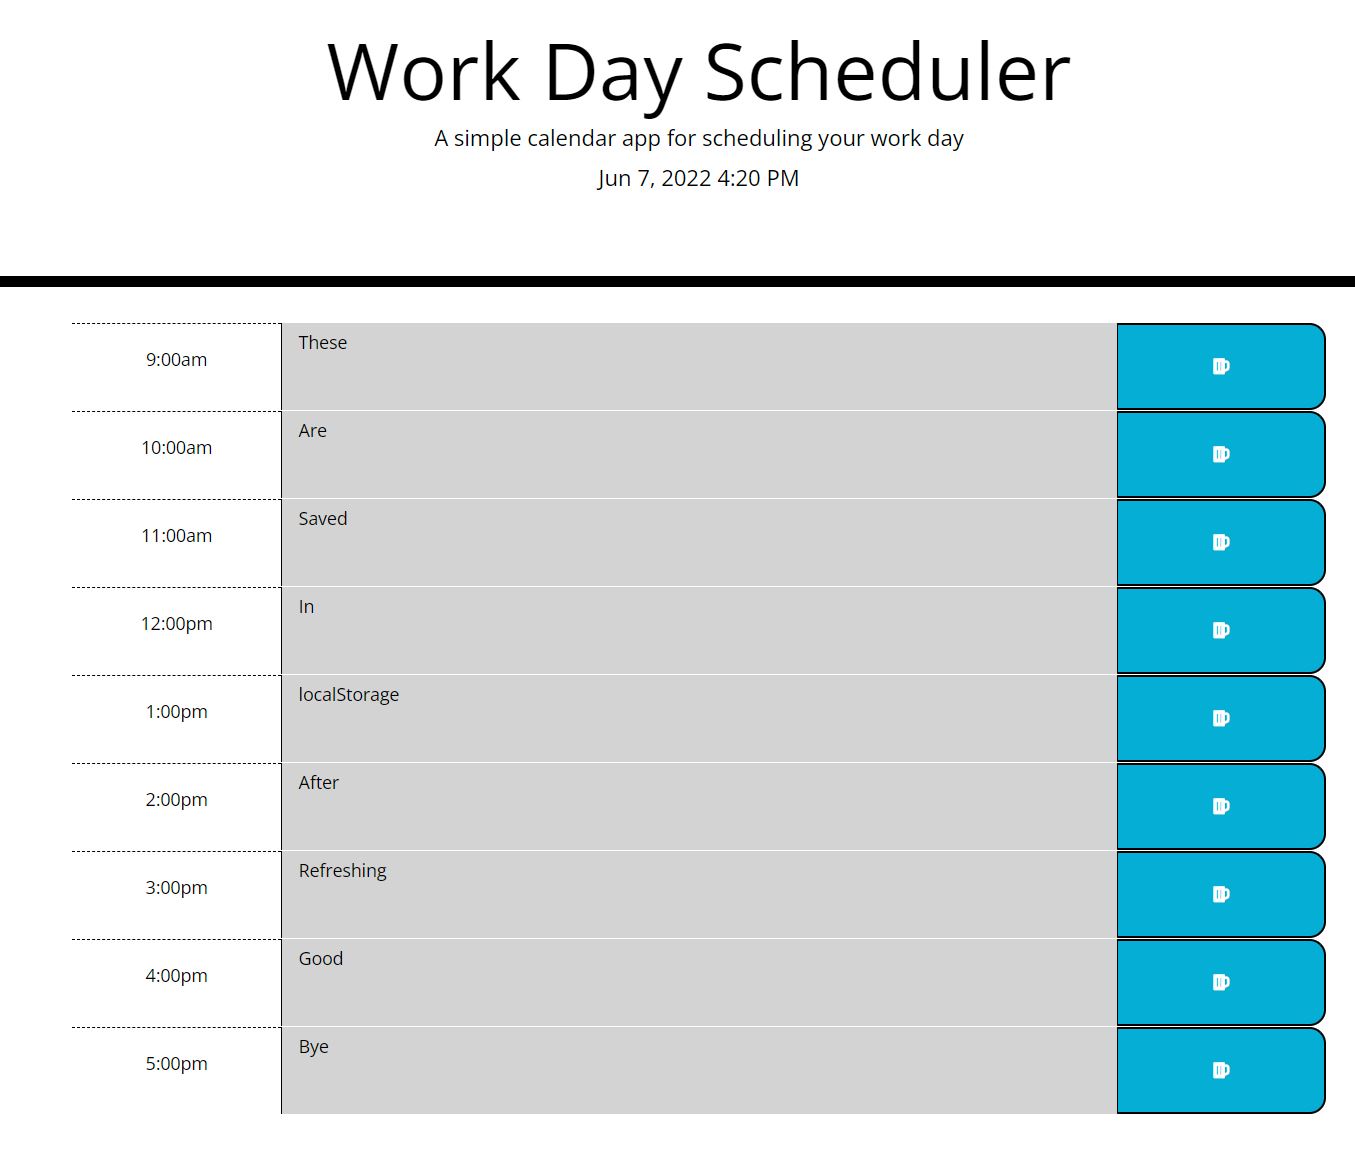 Work Day Scheduler
A simple calendar app for scheduling your work day
Jun 7, 2022 4:20 PM
9:00am These
10:00am Are
11:00am Saved
12:00pm In
1:00pm localStorage
2:00pm After
3:00pm Refreshing
4:00pm Good
5:00pm Bye